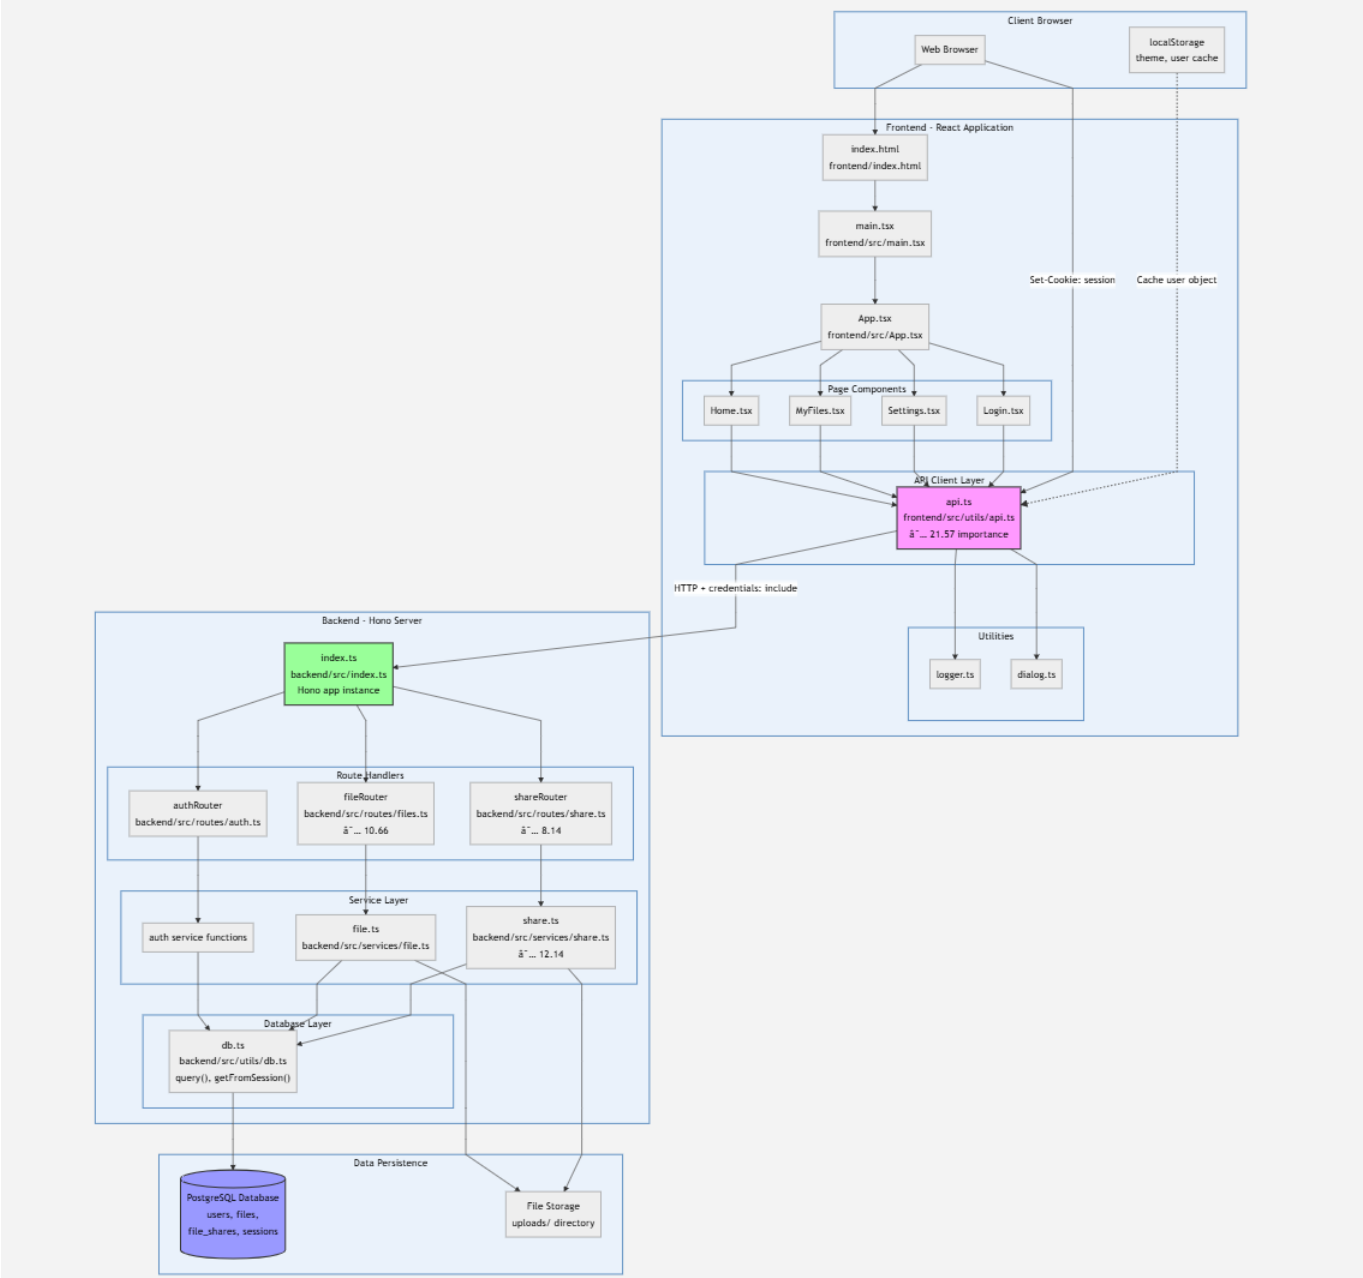 Client Browser
Web Browser
localStorage
theme, user cache
Frontend - React Application
index.html
frontend/index.html
main.tsx
frontend/src/main.tsx
Set-Cookie: session
Cache user object
App.tsx
frontend/src/App.tsx
Page Components
Home.tsx
MyFiles.tsx
Settings.tsx
Login.tsx
API Client Layer
api.ts
frontend/src/utils/api.ts
â¨… 21.57 importance
HTTP + credentials: include
Utilities
logger.ts
dialog.ts
Backend - Hono Server
index.ts
backend/src/index.ts
Hono app instance
Route Handlers
authRouter
backend/src/routes/auth.ts
fileRouter
backend/src/routes/files.ts
â¨… 10.66
shareRouter
backend/src/routes/share.ts
â¨… 8.14
Service Layer
auth service functions
file.ts
backend/src/services/file.ts
share.ts
backend/src/services/share.ts
â¨… 12.14
Database Layer
db.ts
backend/src/utils/db.ts
query(), getFromSession()
Data Persistence
PostgreSQL Database
users, files,
file_shares, sessions
File Storage
uploads/ directory